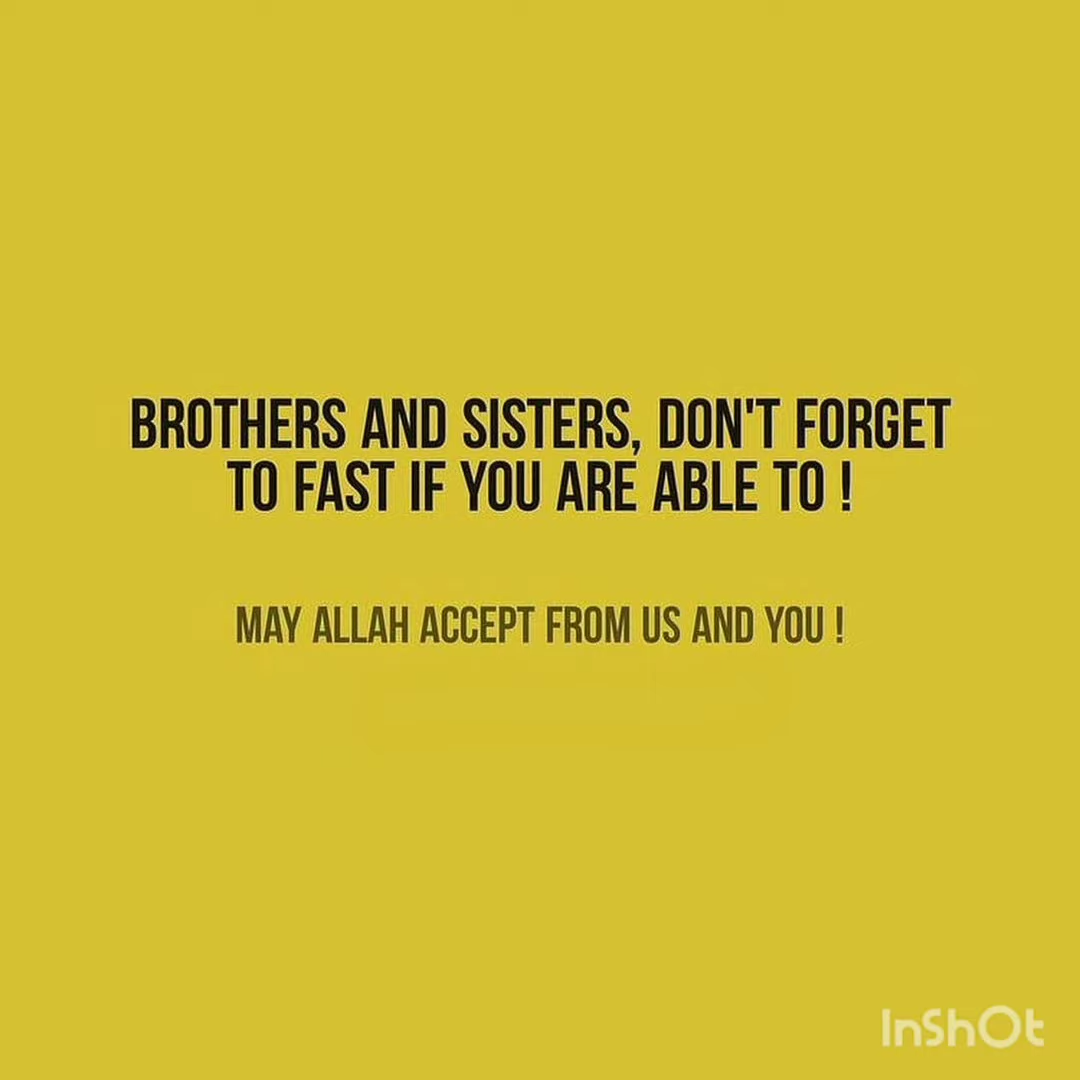 BROTHERS AND SISTERS, DON'T FORGET
TO FAST IF YOU ARE ABLE TO !
MAY ALLAH ACCEPT FROM US AND YOU !
InShOt